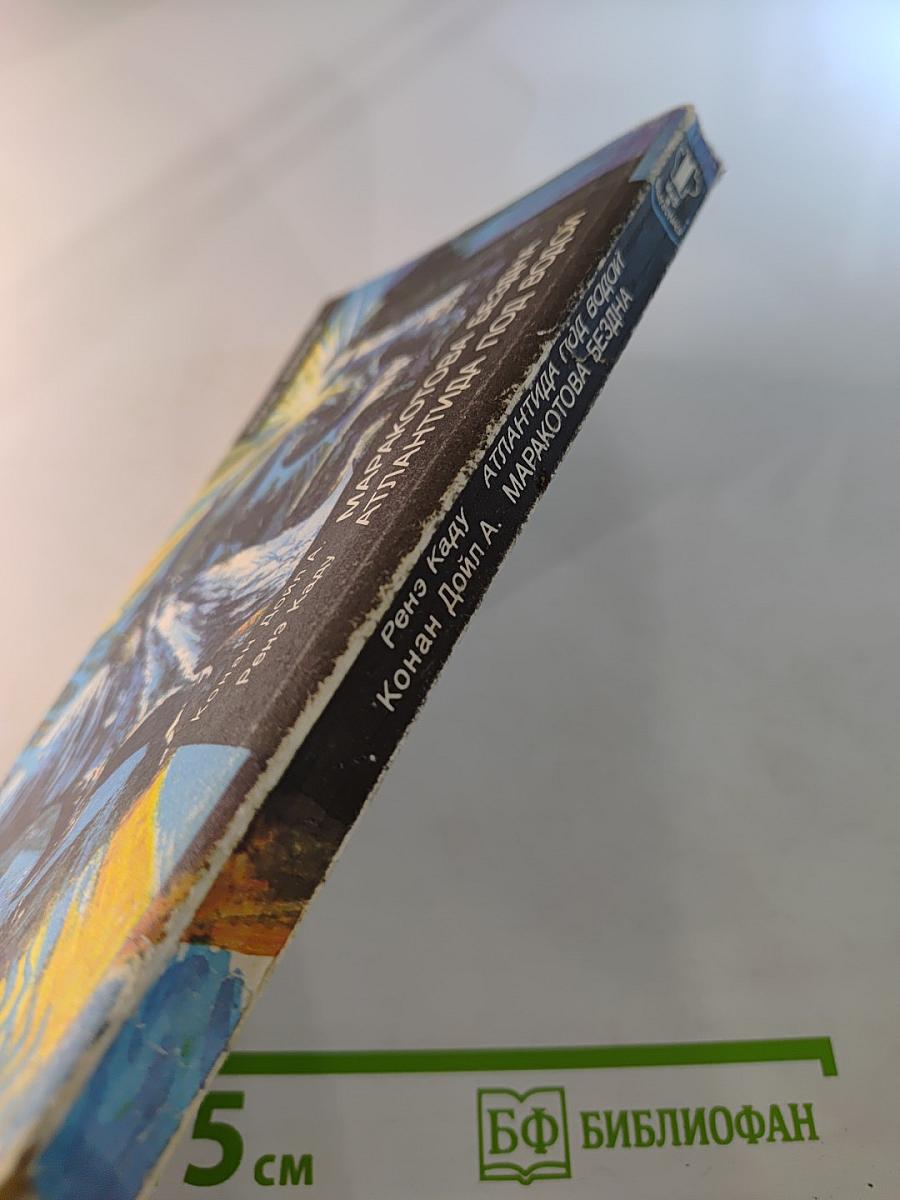 Конан Дойл А. МАРАКОТОВА БЕЗДНА
Ренэ Каду АТЛАНТИДА ПОД ВОДОЙ
Ренэ Каду АТЛАНТИДА ПОД ВОДОЙ
Конан Дойл А. МАРАКОТОВА БЕЗДНА
5 см
БФ БИБЛИОФАН